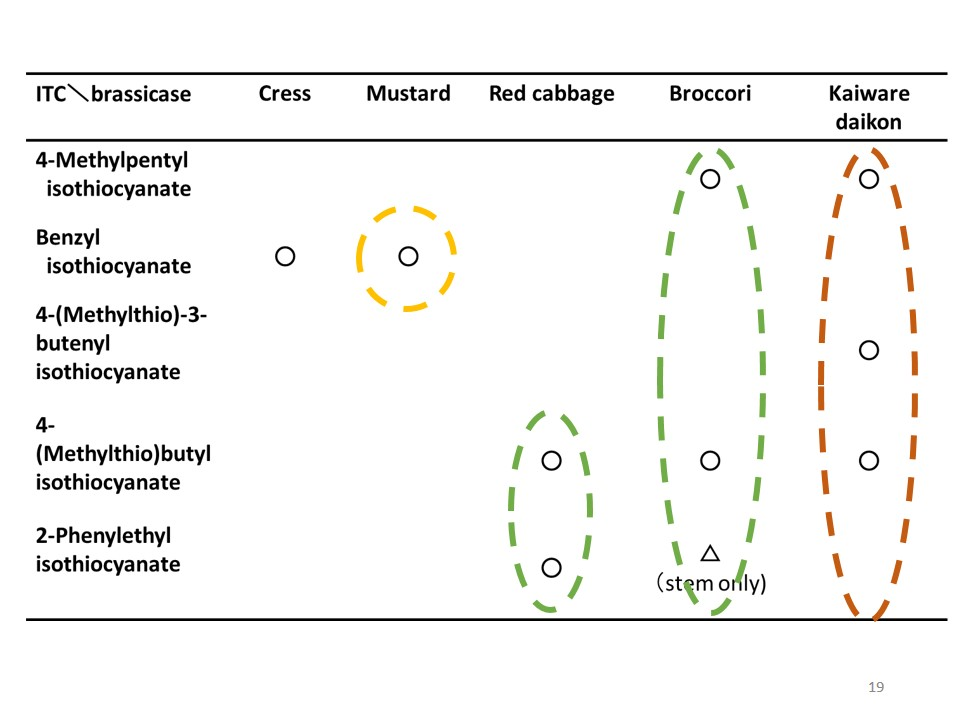 ITC＼brassicase Cress Mustard Red cabbage Broccori Kaiware
daikon
4-Methylpentyl
isothiocyanate
○ ○
Benzyl
isothiocyanate
○ ○
4-(Methylthio)-3-
butenyl
isothiocyanate
○
4-
(Methylthio)butyl
isothiocyanate
○ ○ ○
2-Phenylethyl
isothiocyanate
○ △
（stem only)
19